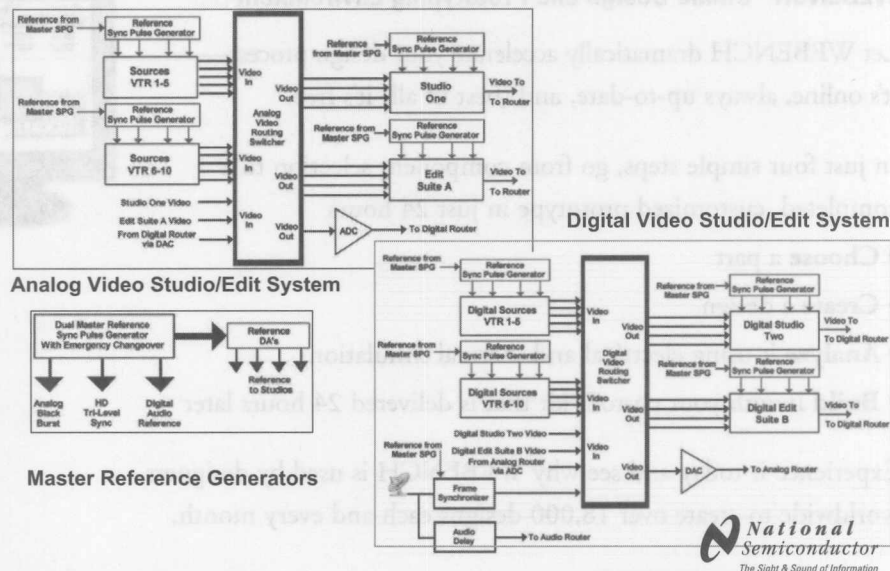 Reference from
Master SPG
Reference
Sync Pulse Generator
Sources
VTR 1-5
Reference from
Master SPG
Reference
Sync Pulse Generator
Sources
VTR 6-10
Studio One Video
Edit Suite A Video
From Digital Router
via DAC
Video
In
Video
In
Video
In
Analog
Video
Routing
Switcher
Video
Out
Video
Out
Video
Out
Reference
from Master SPG
Reference
Sync Pulse Generator
Studio
One
Video To
To Router
Reference from
Master SPG
Reference
Sync Pulse Generator
Edit
Suite A
Video To
To Router
ADC
To Digital Router
Analog Video Studio/Edit System
Digital Video Studio/Edit System
Reference from
Master SPG
Reference
Sync Pulse Generator
Digital Sources
VTR 1-5
Reference from
Master SPG
Reference
Sync Pulse Generator
Digital Sources
VTR 6-10
Digital Studio Two Video
Digital Edit Suite B Video
From Analog Router
via ADC
Reference from
Master SPG
Frame
Synchronizer
Audio
Delay
To Audio Router
Video
In
Video
In
Video
In
Digital
Video
Routing
Switcher
Video
Out
Video
Out
Video
Out
Reference from
Master SPG
Reference
Sync Pulse Generator
Digital Studio
Two
Video To
To Digital Router
Reference from
Master SPG
Reference
Sync Pulse Generator
Digital Edit
Suite B
Video To
To Digital Router
DAC
To Analog Router
Dual Master Reference
Sync Pulse Generator
With Emergency Changeover
Reference
DA's
Reference
to Studios
Analog
Black
Burst
HD
Tri-Level
Sync
Digital
Audio
Reference
Master Reference Generators
National
Semiconductor
The Sight & Sound of Information